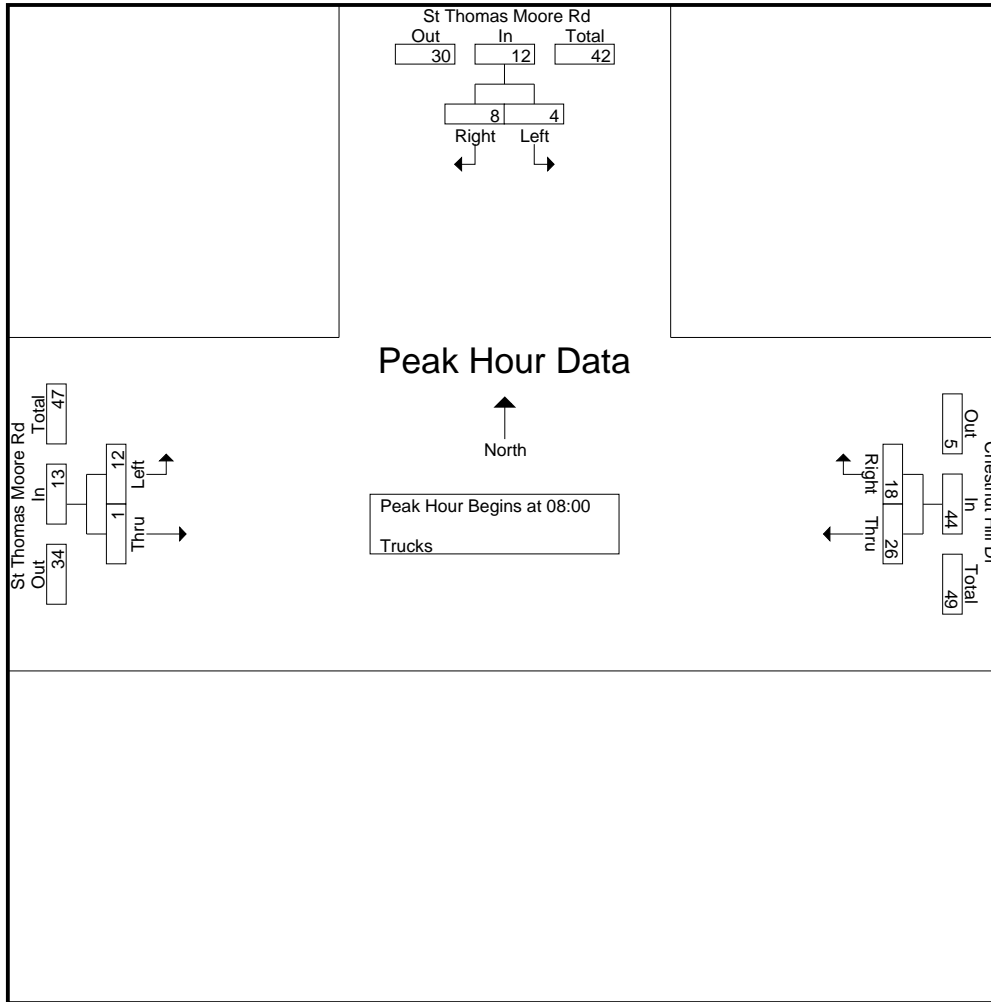 St Thomas Moore Rd
Out In Total
30 12 42
8 4
Right Left
Peak Hour Data
North
Peak Hour Begins at 08:00
Trucks
St Thomas Moore Rd
Out In Total
34 13 47
12 1
Left Thru
Out In Total
5 44 49
18 26
Right Thru